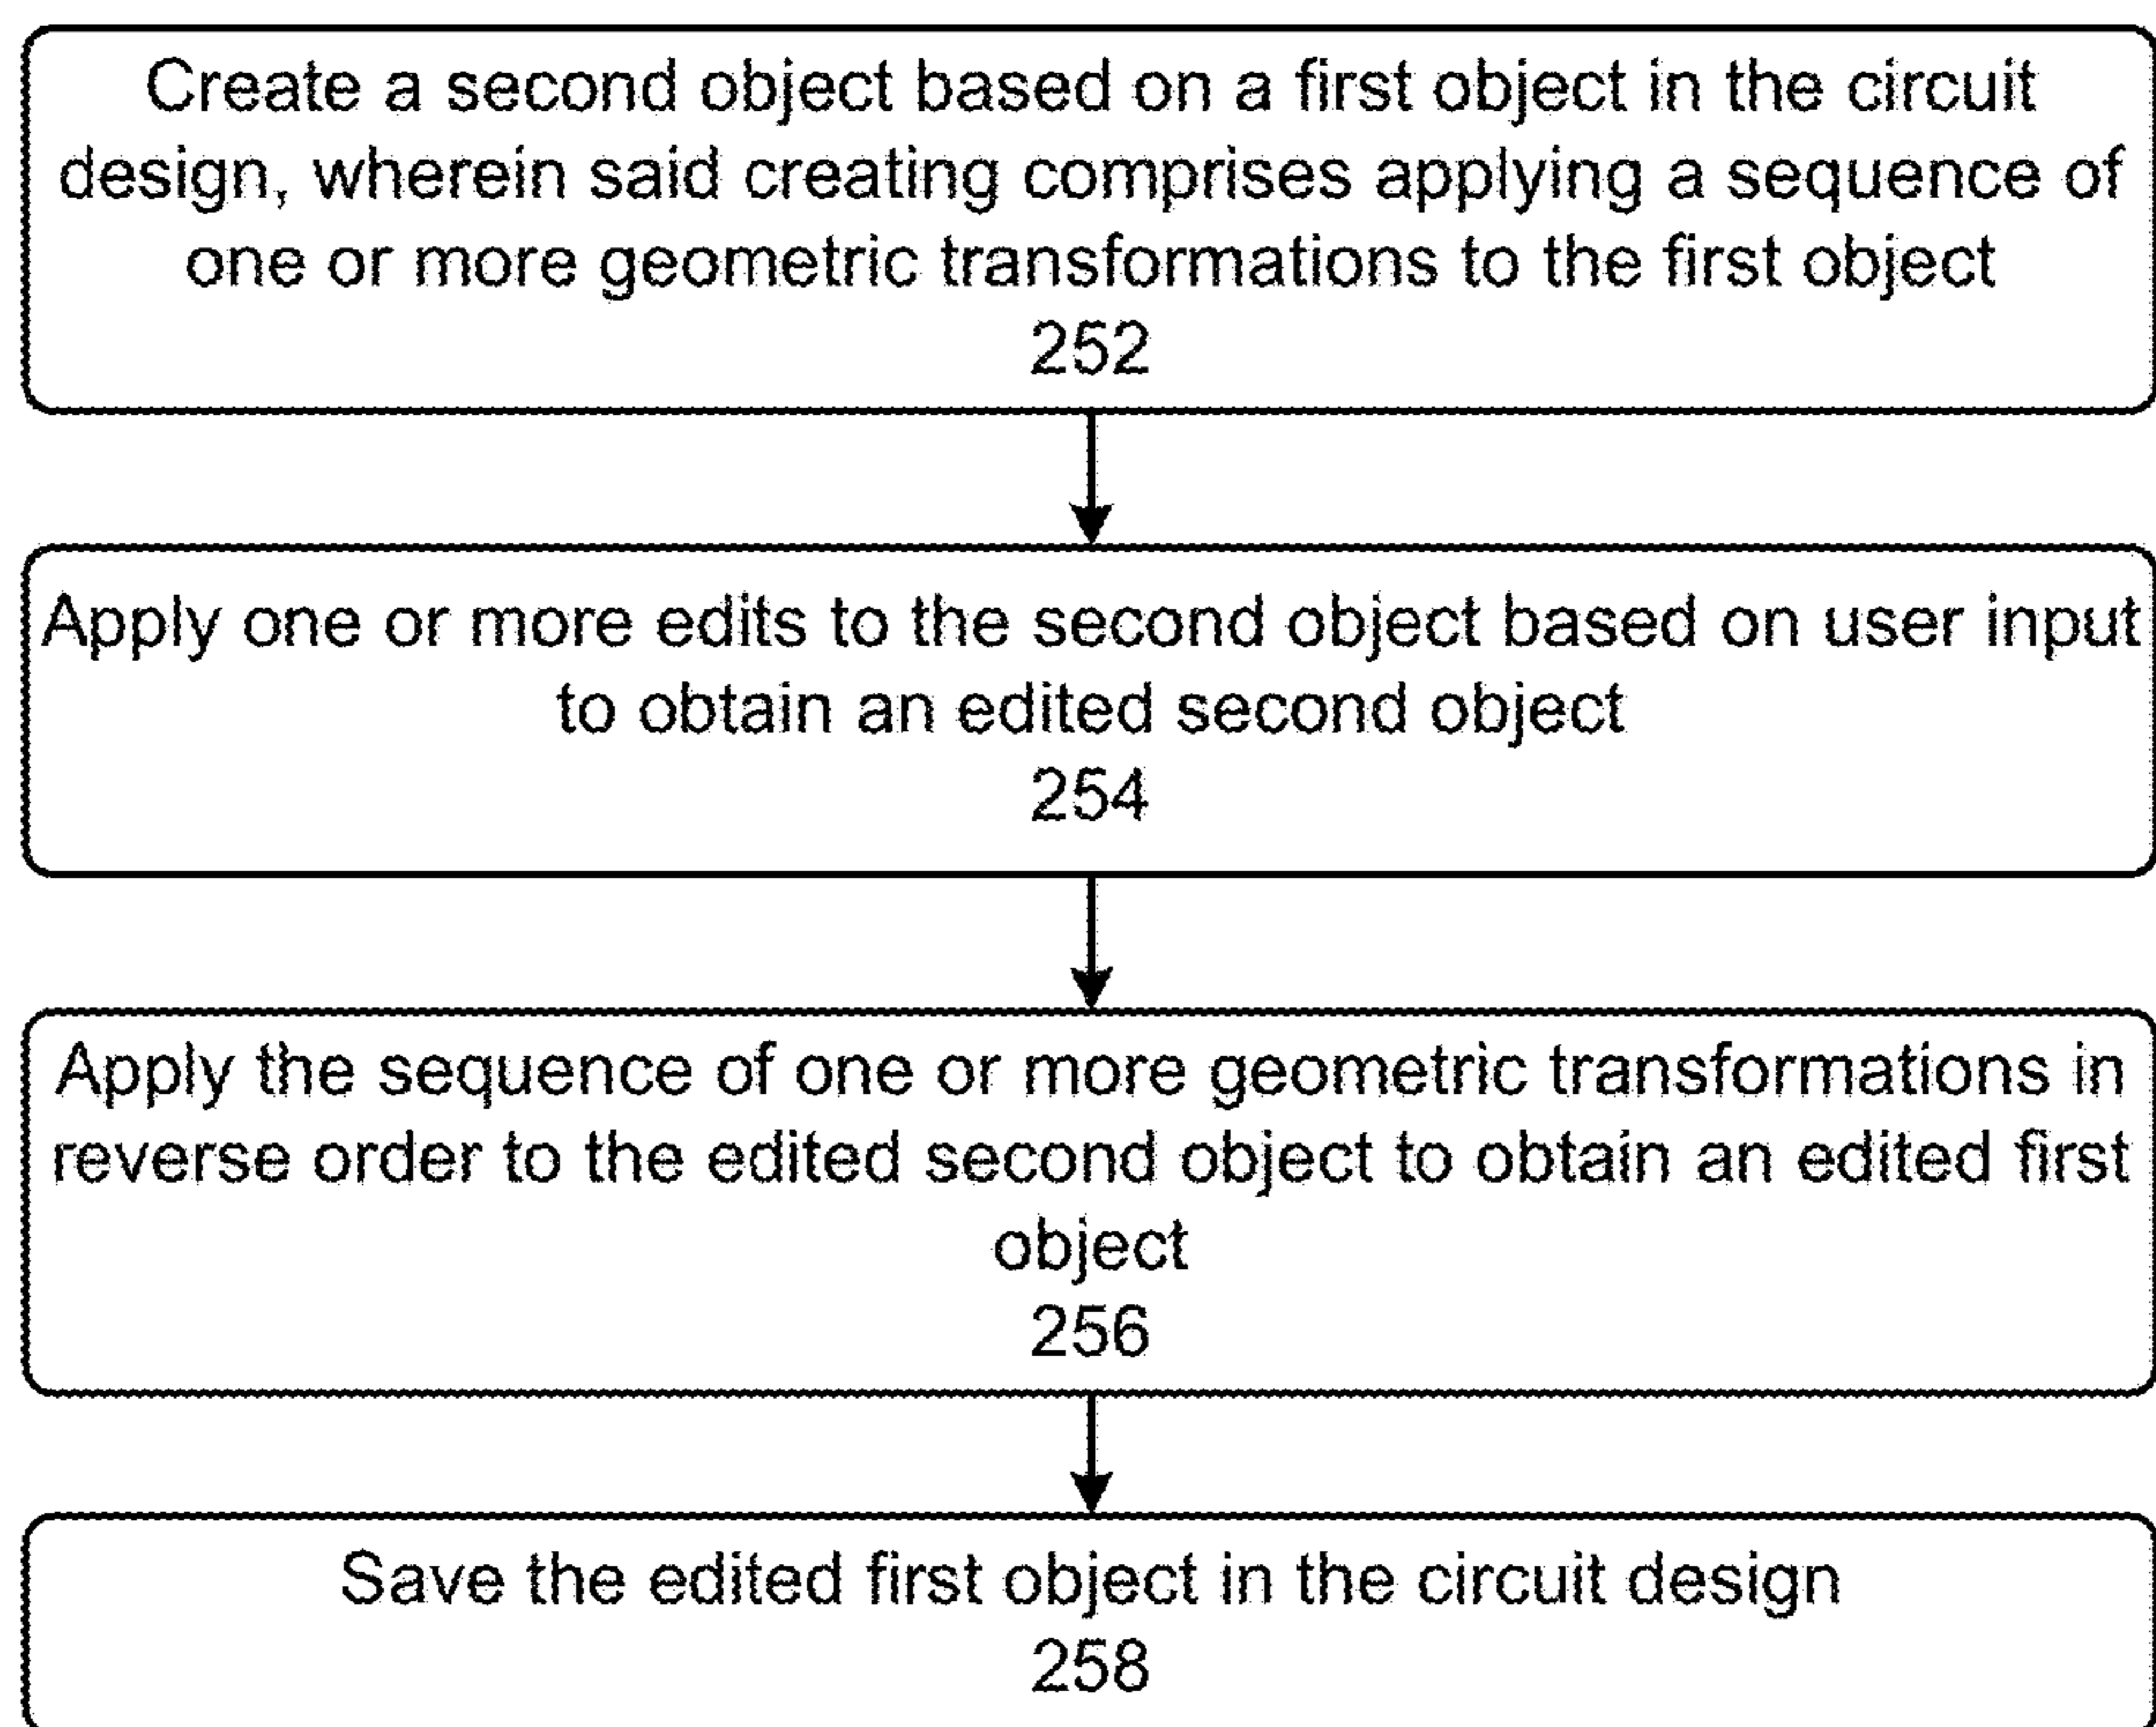 Create a second object based on a first object in the circuit
design, wherein said creating comprises applying a sequence of
one or more geometric transformations to the first object
252
Apply one or more edits to the second object based on user input
to obtain an edited second object
254
Apply the sequence of one or more geometric transformations in
reverse order to the edited second object to obtain an edited first
object
256
Save the edited first object in the circuit design
258